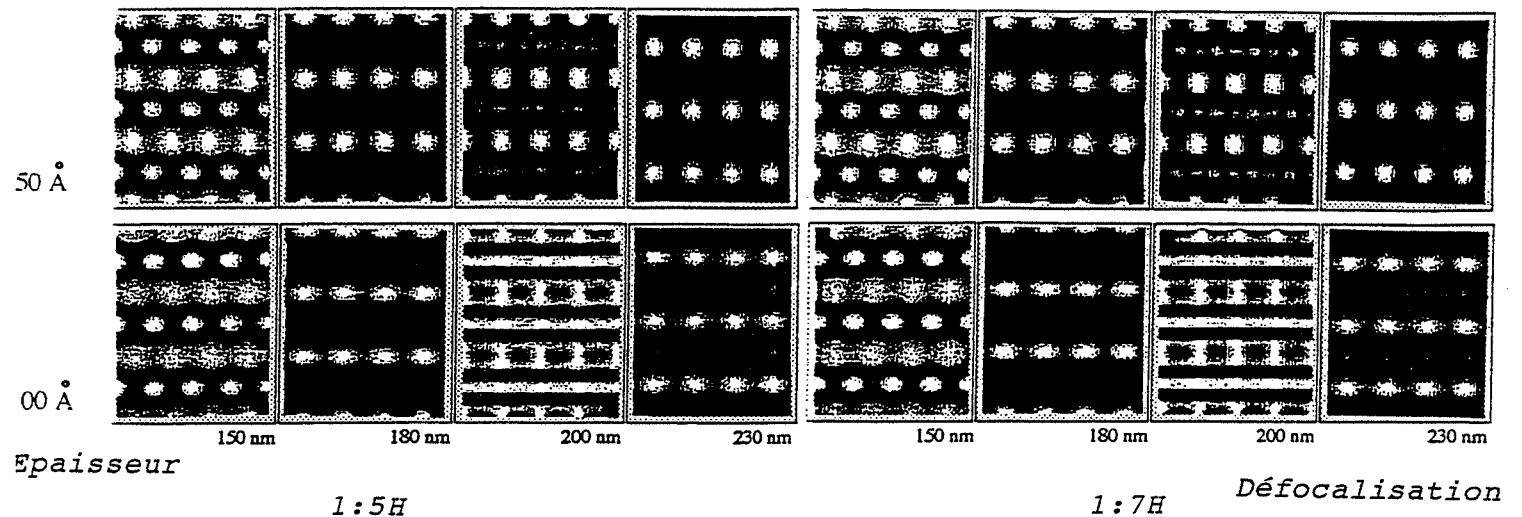 50 Å
00 Å
150 nm 180 nm 200 nm 230 nm 150 nm 180 nm 200 nm 230 nm
Epaisseur
1:5H 1:7H Défocalisation